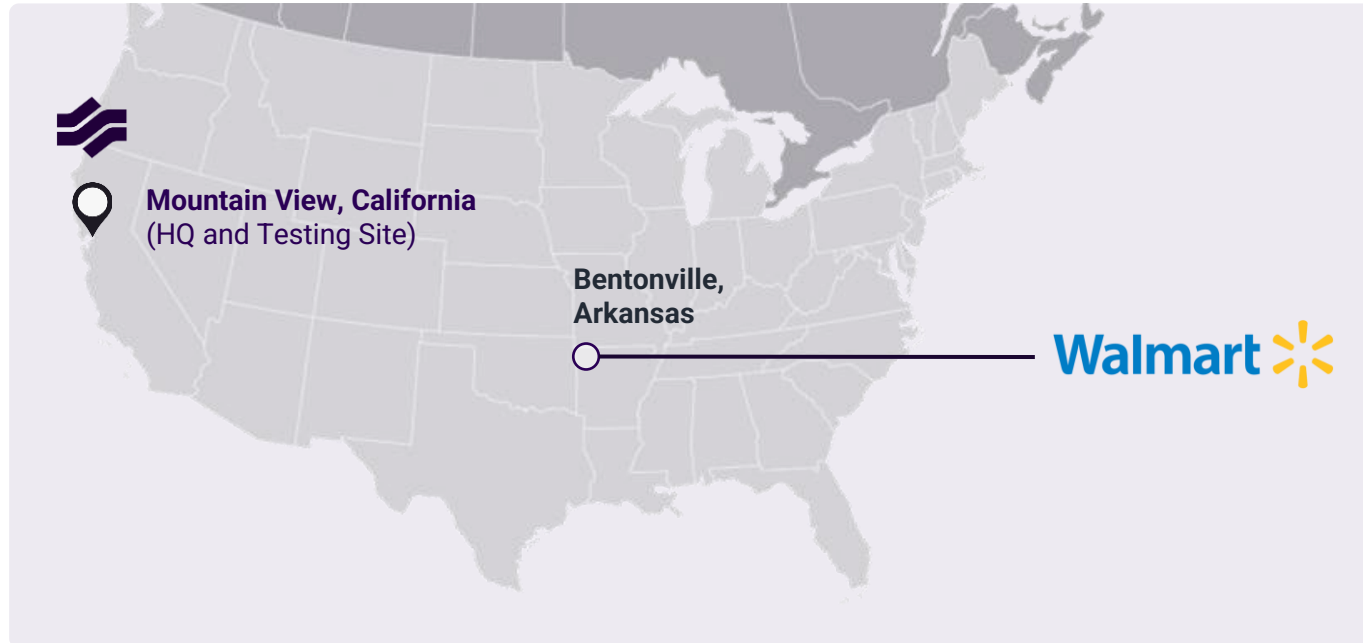 Mountain View, California
(HQ and Testing Site)
Bentonville,
Arkansas
Walmart